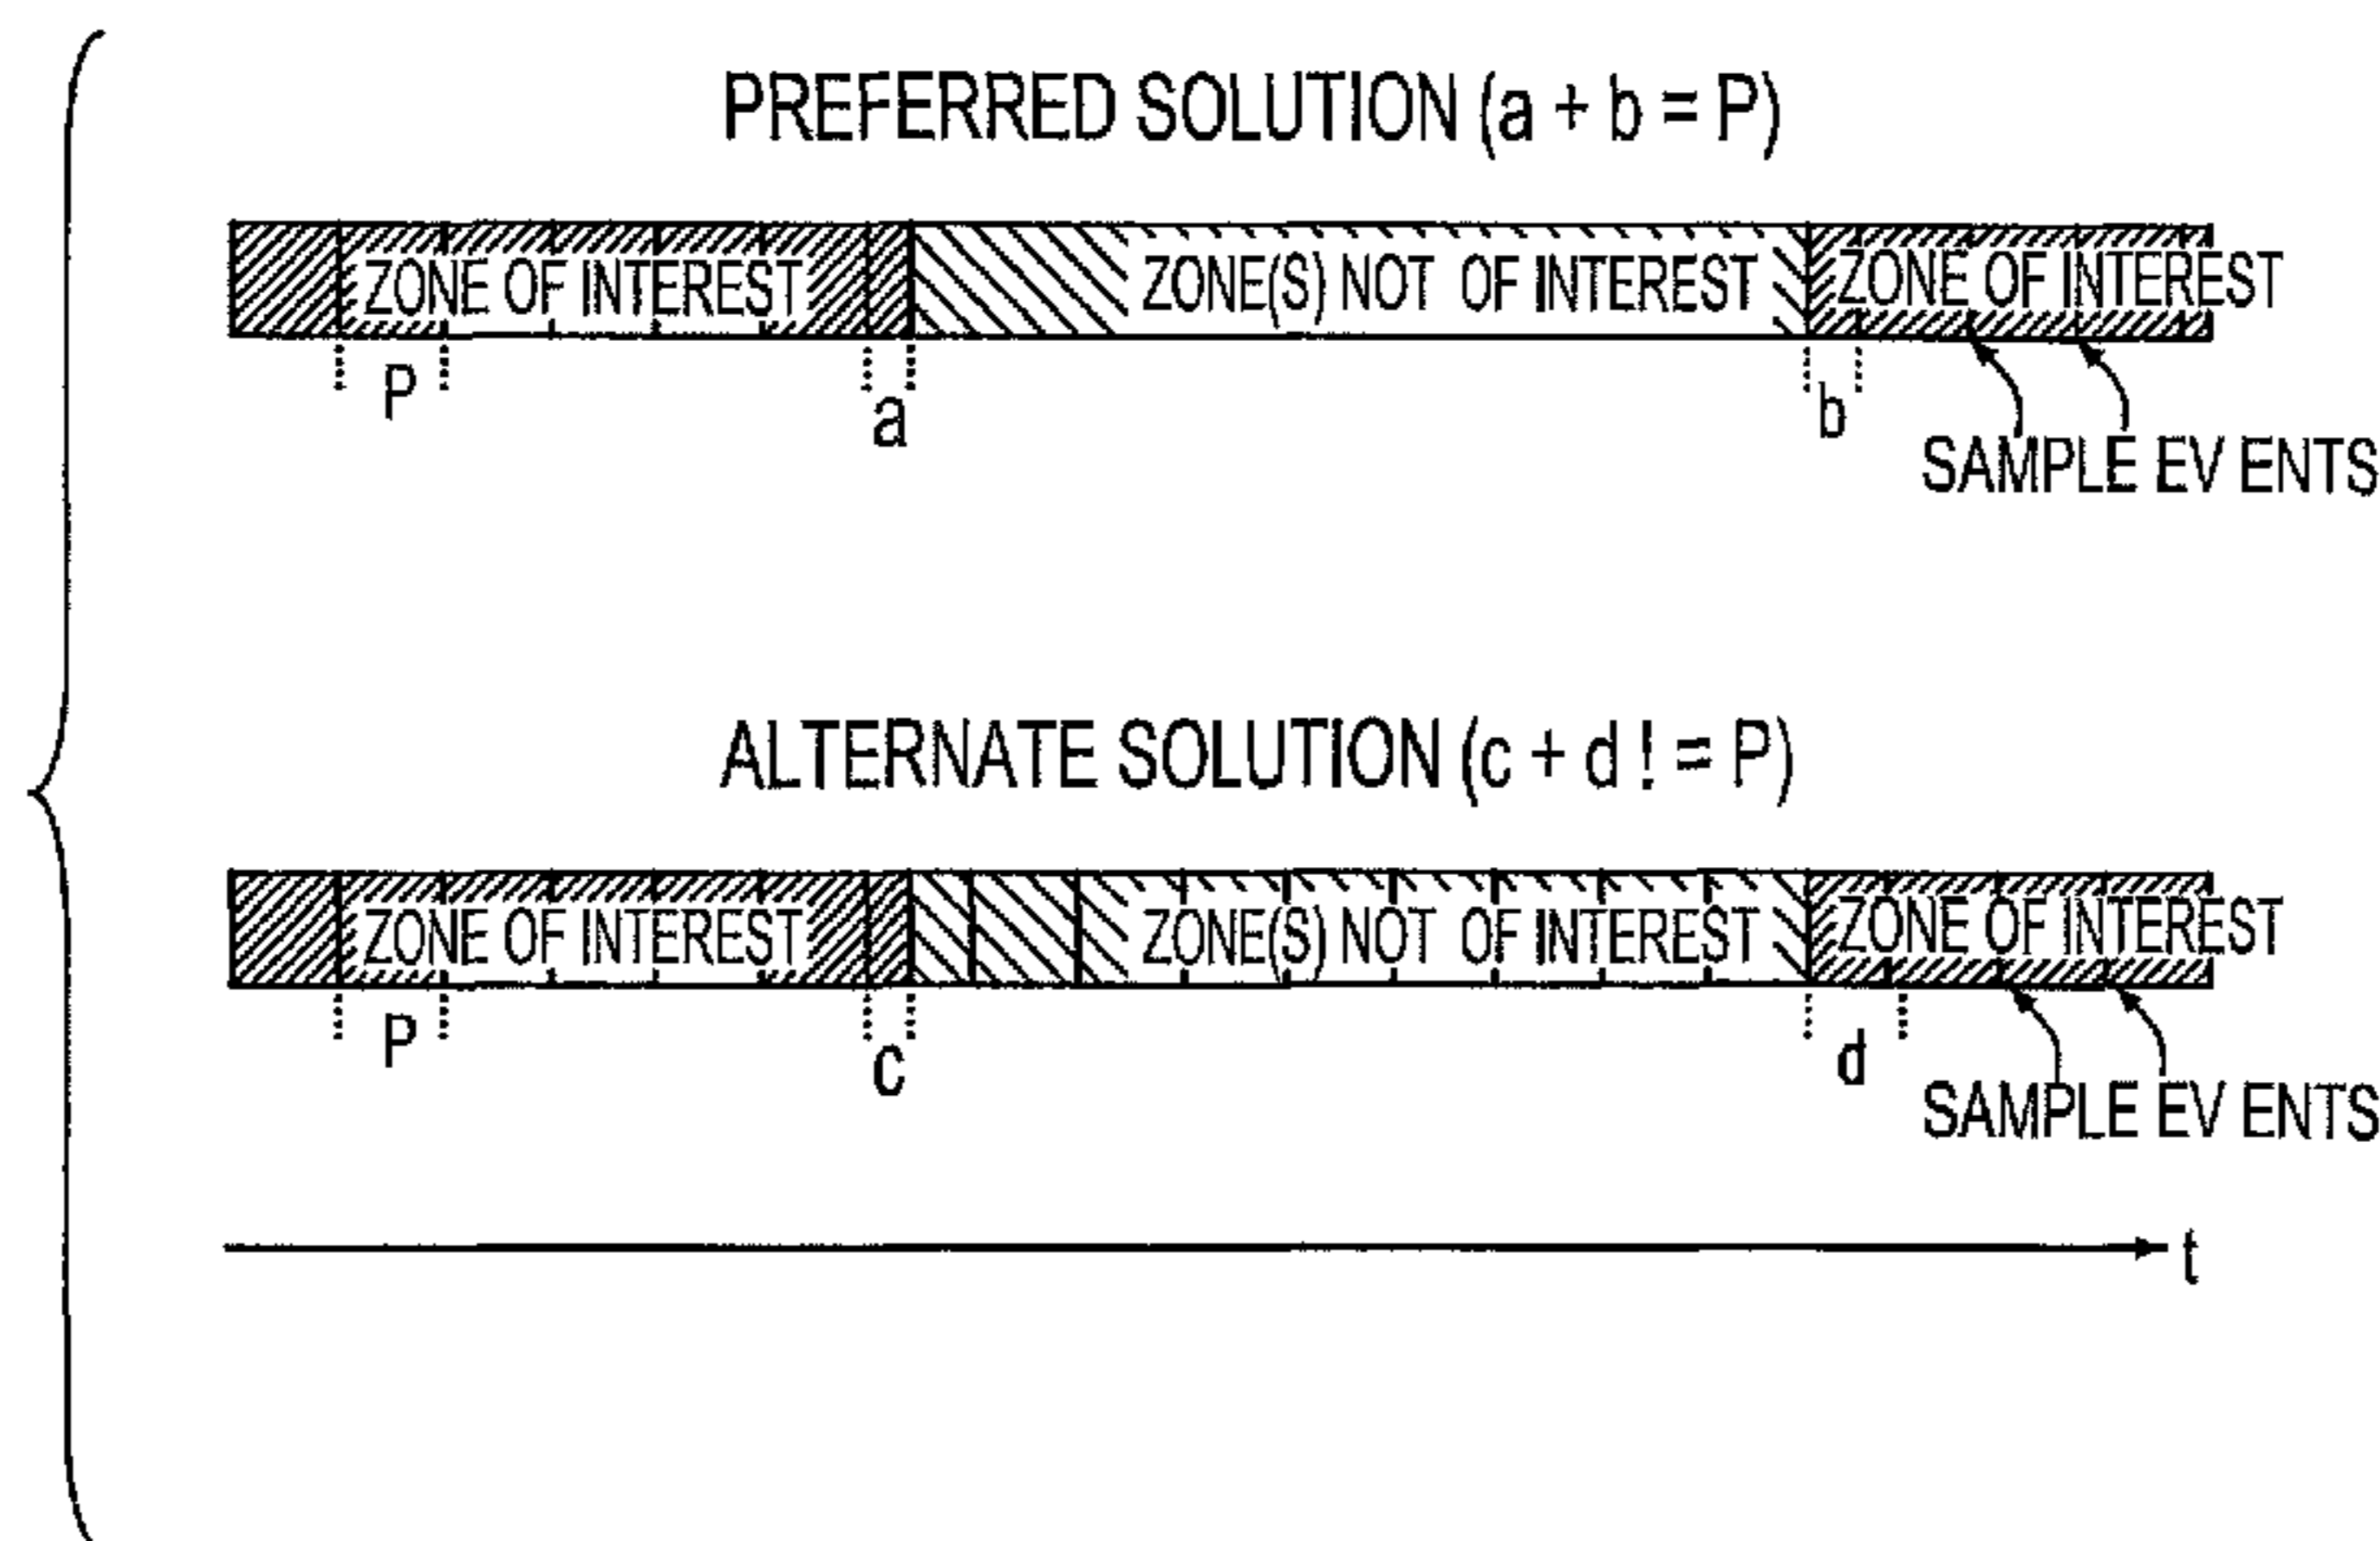 PREFERRED SOLUTION (a + b = P)
ZONE OF INTEREST ZONE(S) NOT OF INTEREST ZONE OF INTEREST
P a b
SAMPLE EV ENTS
ALTERNATE SOLUTION (c + d ! = P)
ZONE OF INTEREST ZONE(S) NOT OF INTEREST ZONE OF INTEREST
P c d
SAMPLE EV ENTS
t